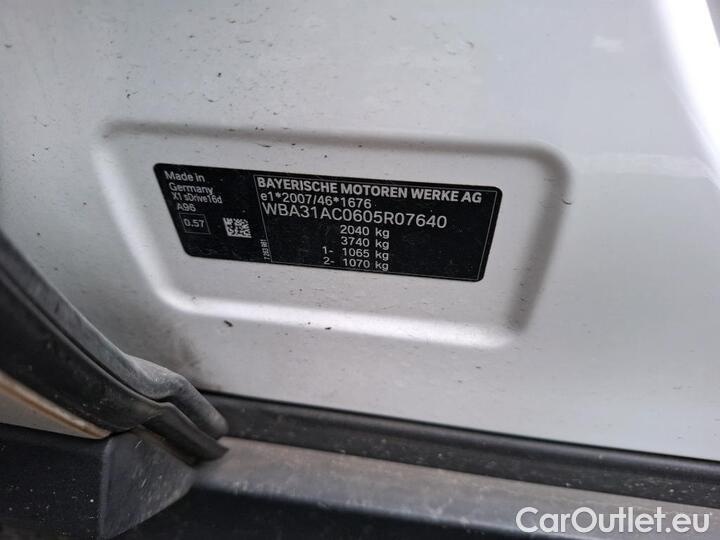 Made in
Germany
X1 sDrive16d
A96
0.57
BAYERISCHE MOTOREN WERKE AG
e1*2007/46*1676
WBA31AC0605R07640
2040 kg
3740 kg
1- 1065 kg
2- 1070 kg
CarOutlet.eu